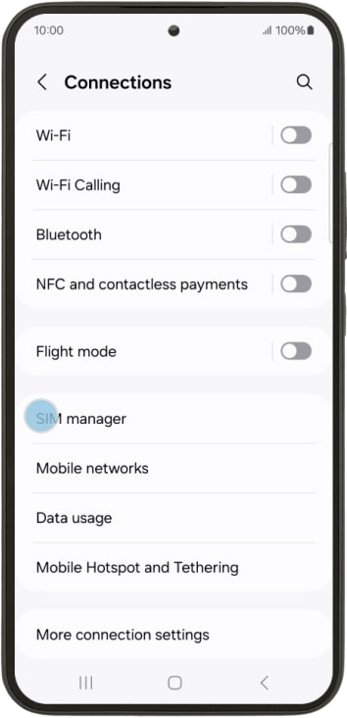 10:00
100%
Connections
Wi-Fi
Wi-Fi Calling
Bluetooth
NFC and contactless payments
Flight mode
SIM manager
Mobile networks
Data usage
Mobile Hotspot and Tethering
More connection settings